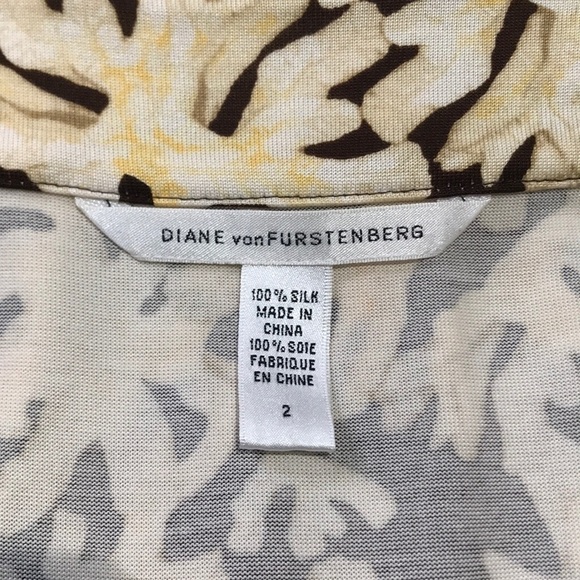 DIANE vonFURSTENBERG
100% SILK
MADE IN
CHINA
100% SOIE
FABRIQUE
EN CHINE
2